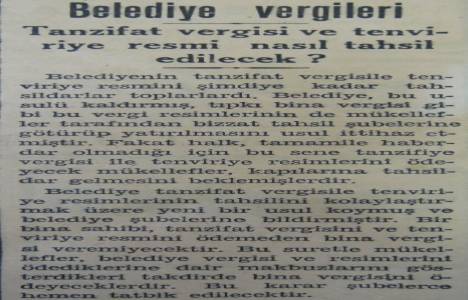 Belediye vergileri
Tanzifat vergisi ve tenvi-
riye resmi nasıl tahsil
edilecek ?
Belediyenin tanzifat vergisile ten-
viriye resmini şimdiye kadar tah-
sildarlar toplarlardı. Belediye, bu u-
sulü kaldırmış, tıpkı bina vergisi gi-
bi bu vergi resimlerinin de mükellef-
ler tarafından bizzat tahsil şubelerine
götürüp yatırılmasını usul ittihaz et-
miştir. Fakat halk, tamamile haber-
dar olmadığı için bu sene tanzifiye
vergisi ile tenviriye resimlerini öde-
yecek mükellefler, kapılarına tahsil-
dar gelmesini beklemişlerdir.
Belediye tanzifat vergisile tenviri-
ye resimlerinin tahsilini kolaylaştır-
mak üzere yeni bir usul koymuş ve
belediye şubelerine bildirmiştir. Bir
bina sahibi, tanzifat vergisini ve ten-
viriye resmini ödemeden bina vergi-
si veremiyecektir. Bu suretle mükel-
lefler, belediye vergisi ve resimlerini
ödediklerine dair makbuzlarını gös-
terdikleri takdirde bina vergisini ö-
deyeceklerdir. Bu karar şubelerce
hemen tatbik edilecektir.